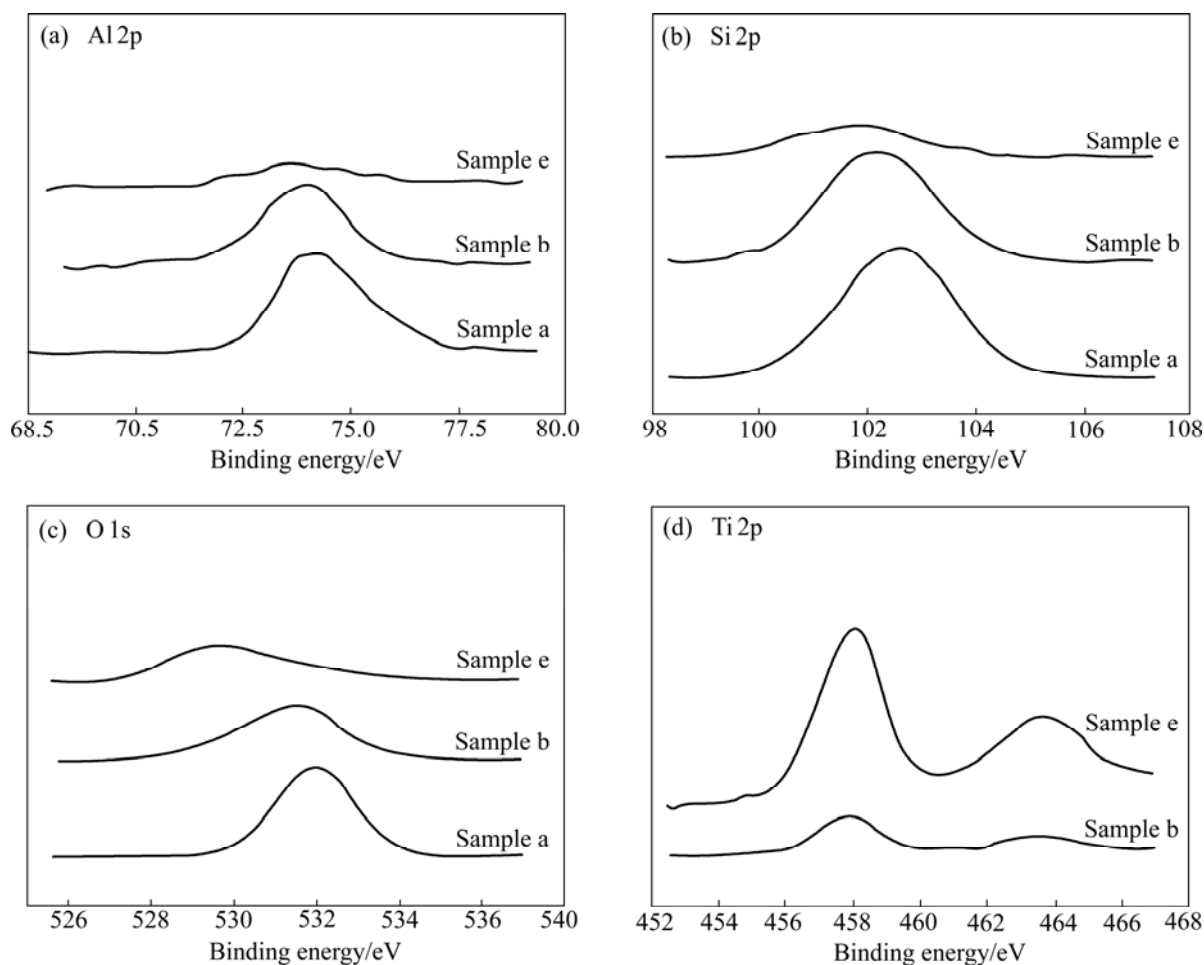 (a) Al 2p
Sample e
Sample b
Sample a
68.5 70.5 72.5 75.0 77.5 80.0
Binding energy/eV
(b) Si 2p
Sample e
Sample b
Sample a
98 100 102 104 106 108
Binding energy/eV
(c) O 1s
Sample e
Sample b
Sample a
526 528 530 532 534 536 540
Binding energy/eV
(d) Ti 2p
Sample e
Sample b
452 454 456 458 460 462 464 466 468
Binding energy/eV